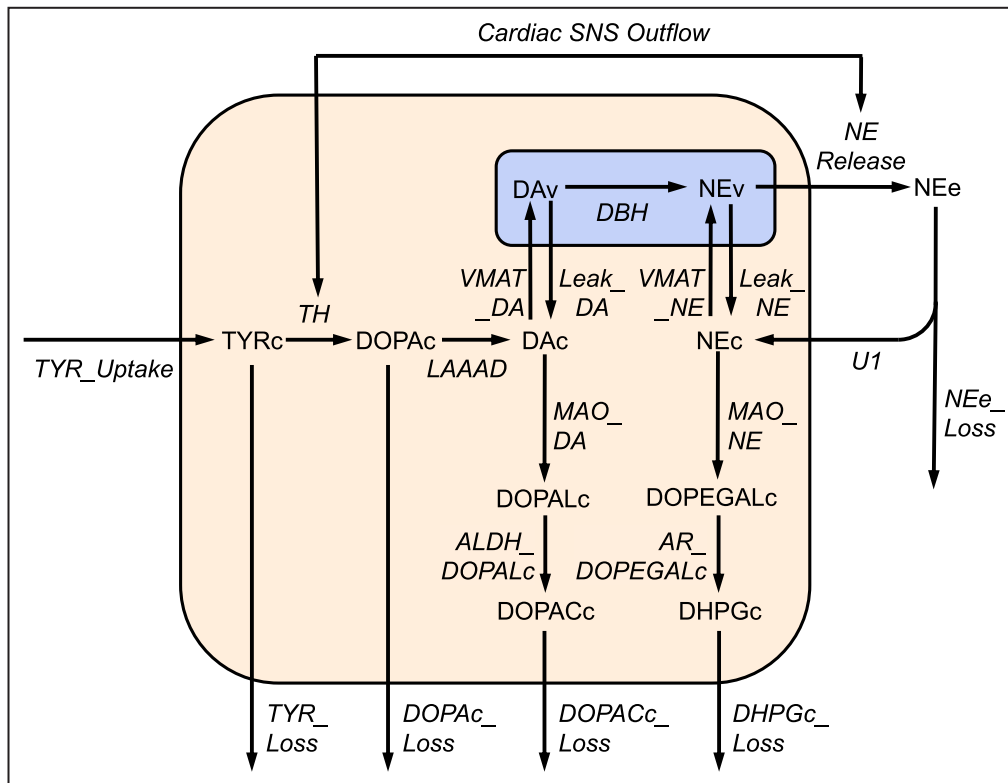 Cardiac SNS Outflow
NE
Release
DAv
DBH
NEv
NEe
VMAT
_DA
Leak_
DA
VMAT
_NE
Leak_
NE
TH
TYR_Uptake
TYRc
DOPAc
LAAAD
DAc
NEc
U1
NEe_
Loss
MAO_
DA
MAO_
NE
DOPALc
DOPEGALc
ALDH_
DOPALc
AR_
DOPEGALc
DOPACc
DHPGc
TYR_
Loss
DOPAc_
Loss
DOPACc_
Loss
DHPGc_
Loss